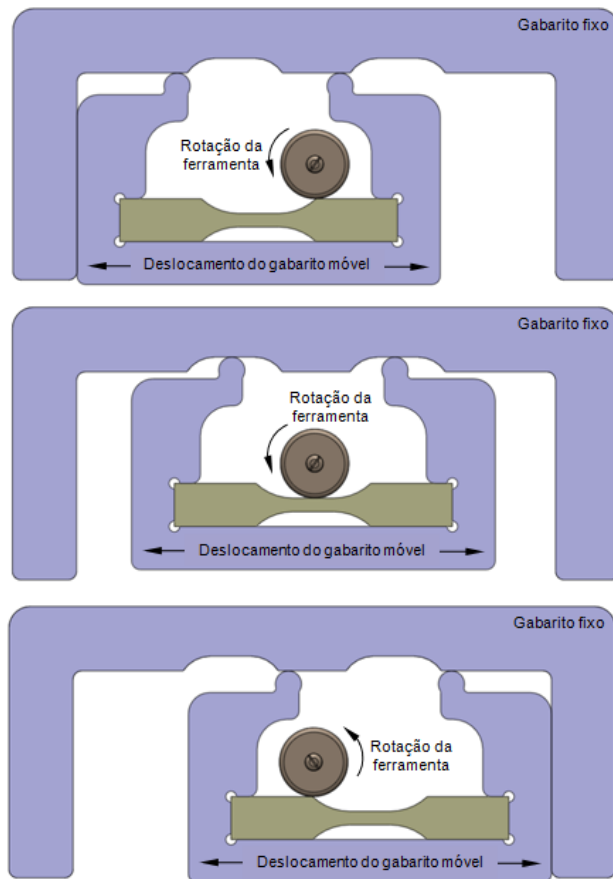 Gabarito fixo
Rotação da
ferramenta
Deslocamento do gabarito móvel
Gabarito fixo
Rotação da
ferramenta
Deslocamento do gabarito móvel
Gabarito fixo
Rotação da
ferramenta
Deslocamento do gabarito móvel